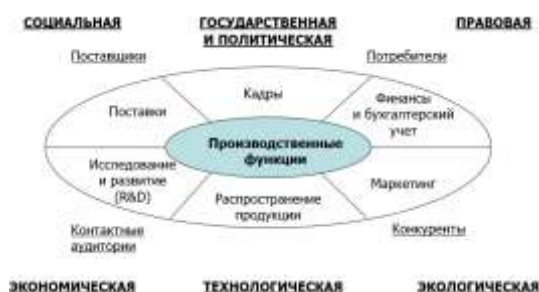 СОЦИАЛЬНАЯ
ГОСУДАРСТВЕННАЯ
И ПОЛИТИЧЕСКАЯ
ПРАВОВАЯ
Поставщики
Потребители
Кадры
Поставки
Финансы
и бухгалтерский
учет
Производственные
функции
Исследование
и развитие
(R&D)
Распространение
продукции
Маркетинг
Контактные
аудитории
Конкуренты
ЭКОНОМИЧЕСКАЯ
ТЕХНОЛОГИЧЕСКАЯ
ЭКОЛОГИЧЕСКАЯ